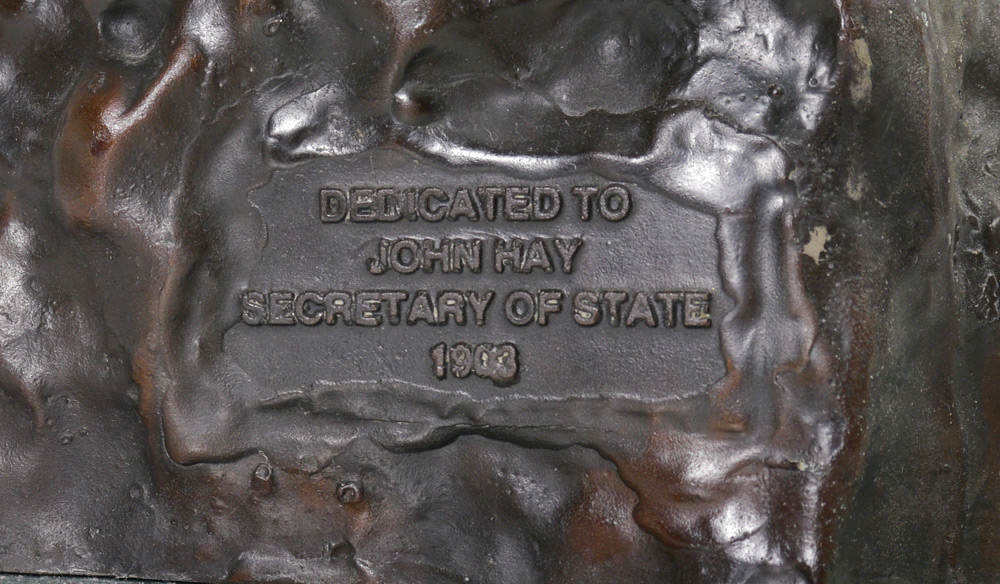 DEDICATED TO
JOHN HAY
SECRETARY OF STATE
1903